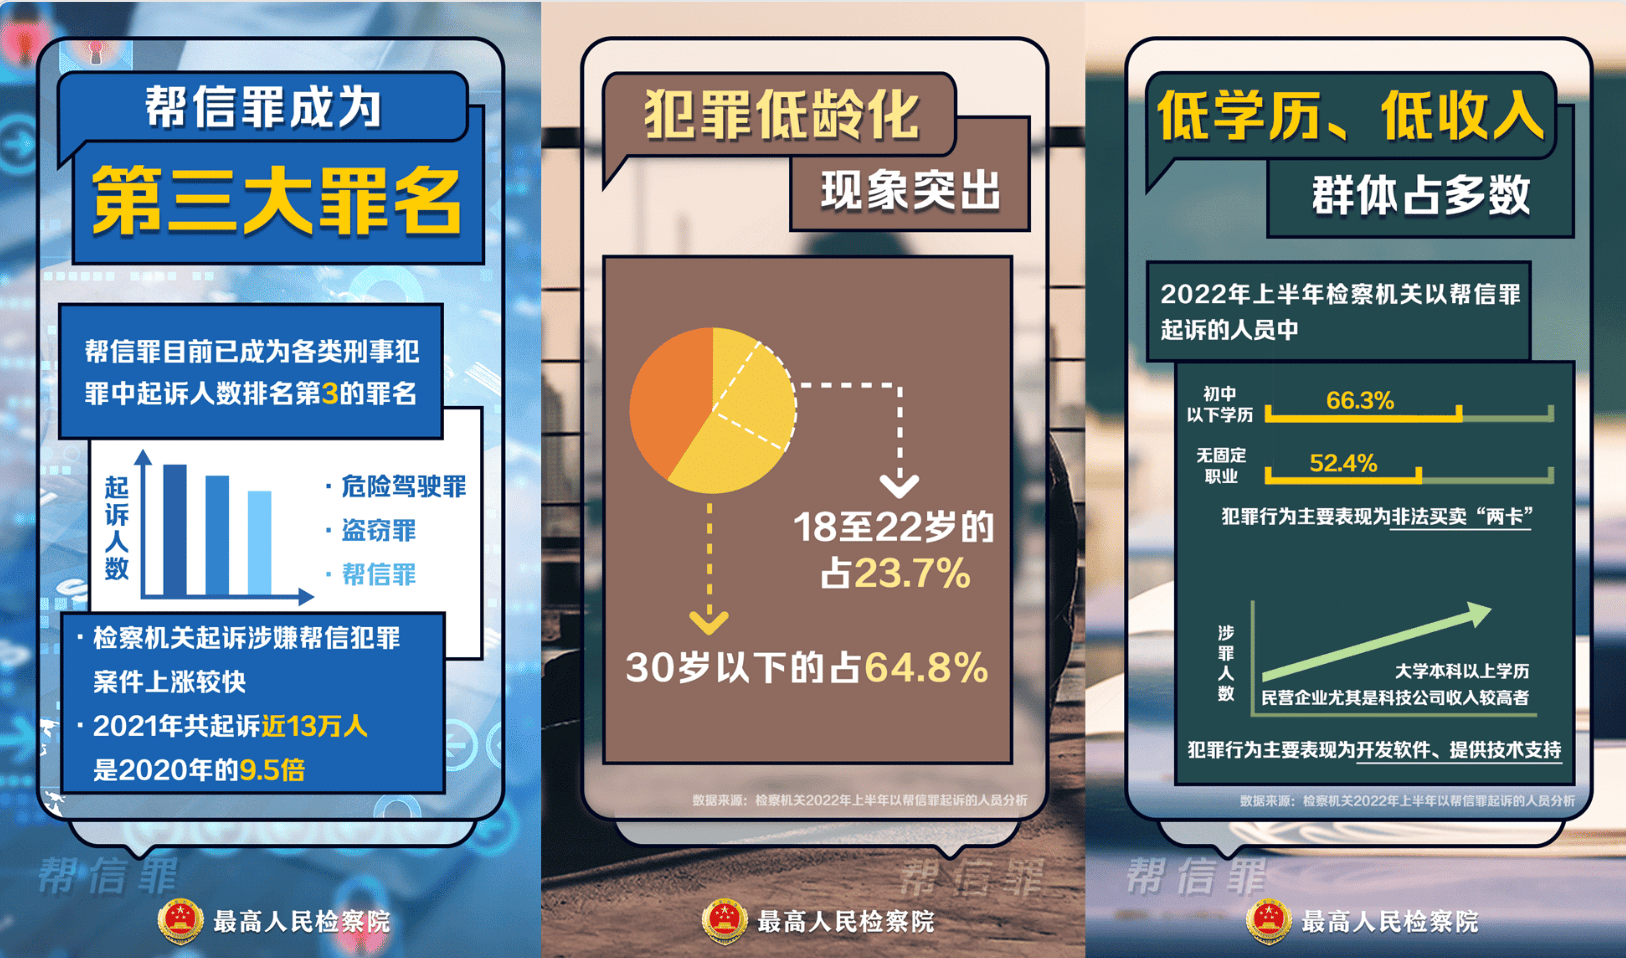 帮信罪成为
第三大罪名
帮信罪目前已成为各类刑事犯
罪中起诉人数排名第3的罪名
起诉人数
· 危险驾驶罪
· 盗窃罪
· 帮信罪
· 检察机关起诉涉嫌帮信犯罪
案件上涨较快
· 2021年共起诉近13万人
是2020年的9.5倍
帮信罪
最高人民检察院
犯罪低龄化
现象突出
18至22岁的
占23.7%
30岁以下的占64.8%
数据来源：检察机关2022年上半年以帮信罪起诉的人员分析
帮信罪
最高人民检察院
低学历、低收入
群体占多数
2022年上半年检察机关以帮信罪
起诉的人员中
初中
以下学历
66.3%
无固定
职业
52.4%
犯罪行为主要表现为非法买卖“两卡”
涉罪人数
大学本科以上学历
民营企业尤其是科技公司收入较高者
犯罪行为主要表现为开发软件、提供技术支持
数据来源：检察机关2022年上半年以帮信罪起诉的人员分析
帮信罪
最高人民检察院